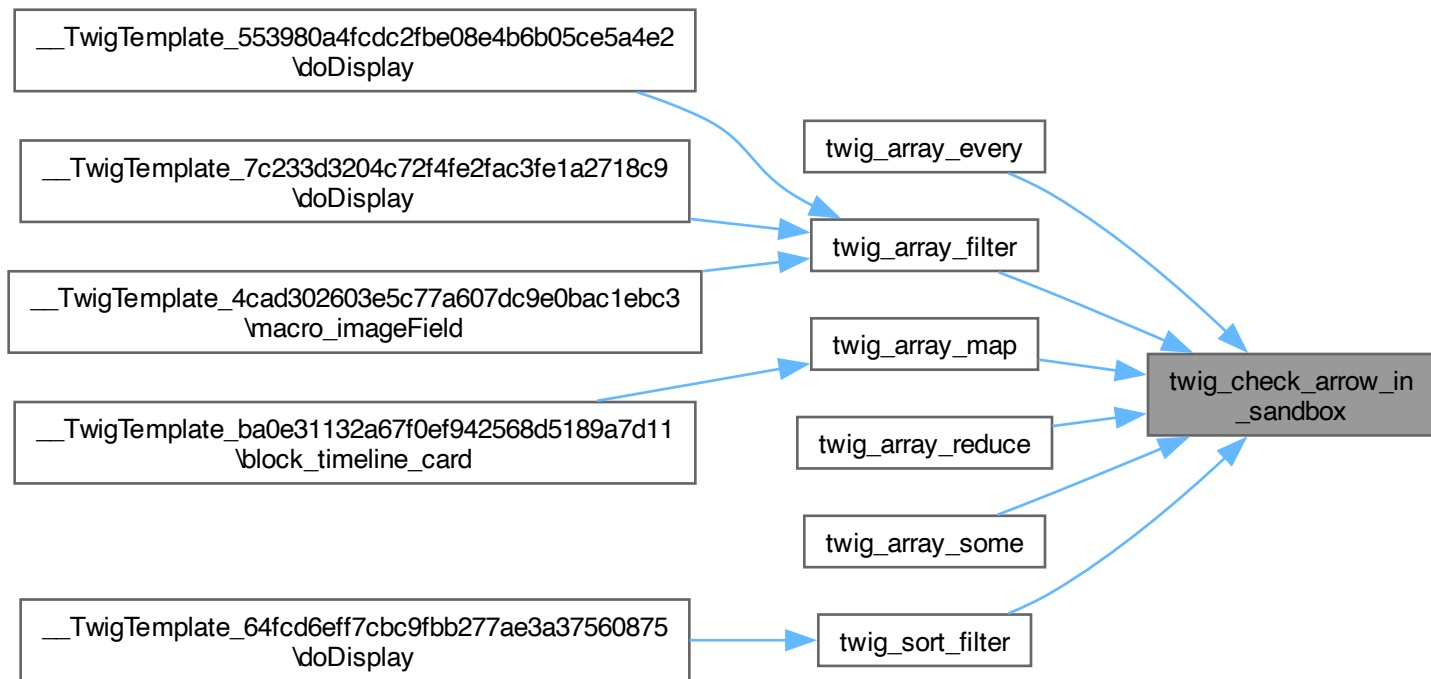 __TwigTemplate_553980a4fcdc2fbe08e4b6b05ce5a4e2
\doDisplay
__TwigTemplate_7c233d3204c72f4fe2fac3fe1a2718c9
\doDisplay
__TwigTemplate_4cad302603e5c77a607dc9e0bac1ebc3
\macro_imageField
__TwigTemplate_ba0e31132a67f0ef942568d5189a7d11
\block_timeline_card
__TwigTemplate_64fcd6eff7cbc9fbb277ae3a37560875
\doDisplay
twig_array_every
twig_array_filter
twig_array_map
twig_array_reduce
twig_array_some
twig_sort_filter
twig_check_arrow_in
_sandbox